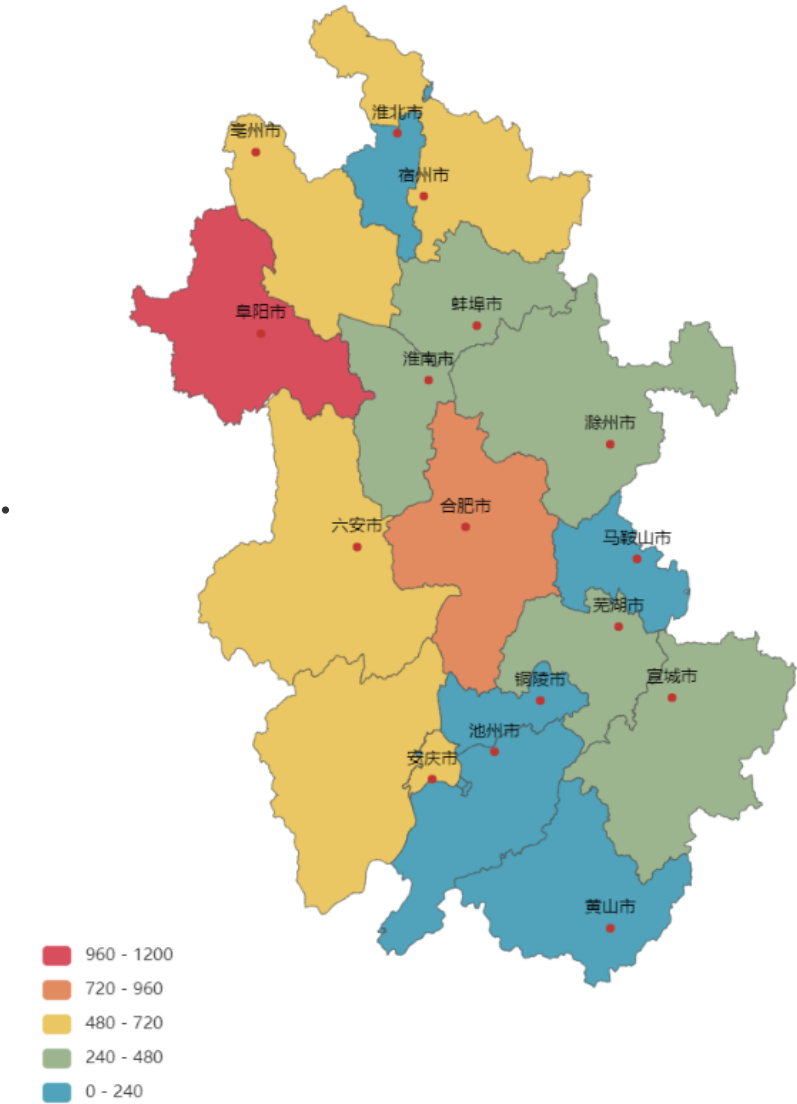 淮北市
亳州市
宿州市
蚌埠市
阜阳市
淮南市
滁州市
合肥市
六安市
马鞍山市
芜湖市
宣城市
铜陵市
池州市
安庆市
黄山市
960 - 1200
720 - 960
480 - 720
240 - 480
0 - 240